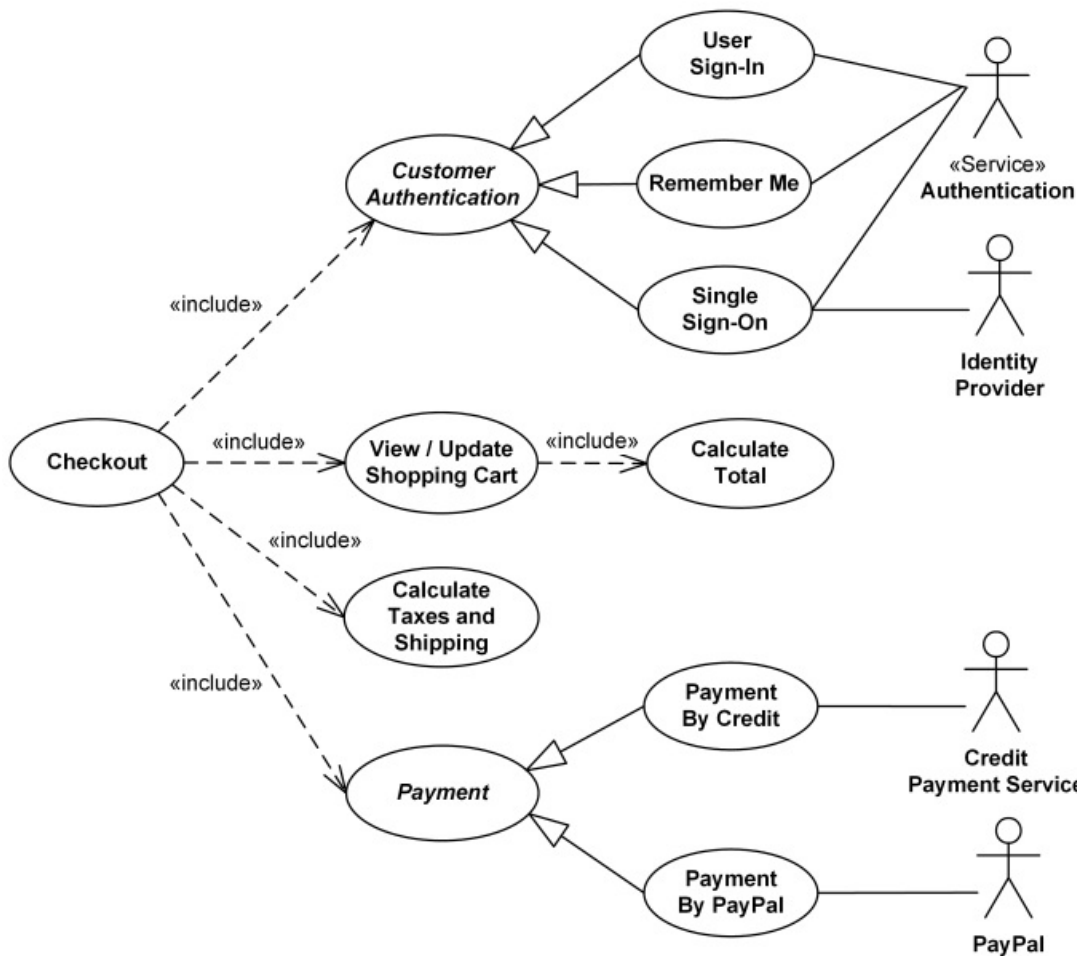 User
Sign-In
«Service»
Authentication
Customer
Authentication
Remember Me
Single
Sign-On
Identity
Provider
«include»
Checkout
«include»
View / Update
Shopping Cart
«include»
Calculate
Total
«include»
Calculate
Taxes and
Shipping
«include»
Payment
By Credit
Credit
Payment Service
Payment
Payment
By PayPal
PayPal